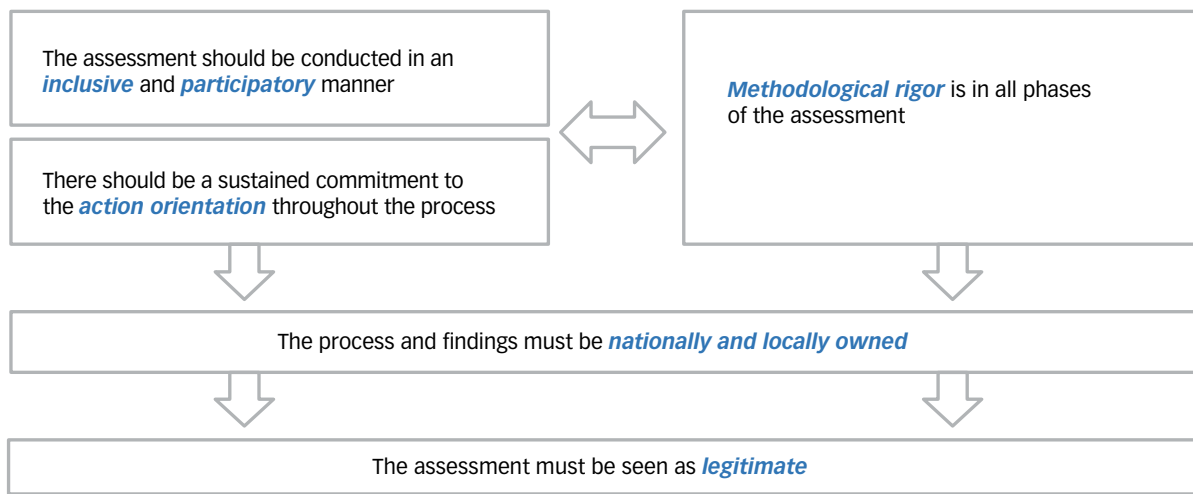 The assessment should be conducted in an
inclusive and participatory manner
There should be a sustained commitment to
the action orientation throughout the process
Methodological rigor is in all phases
of the assessment
The process and findings must be nationally and locally owned
The assessment must be seen as legitimate